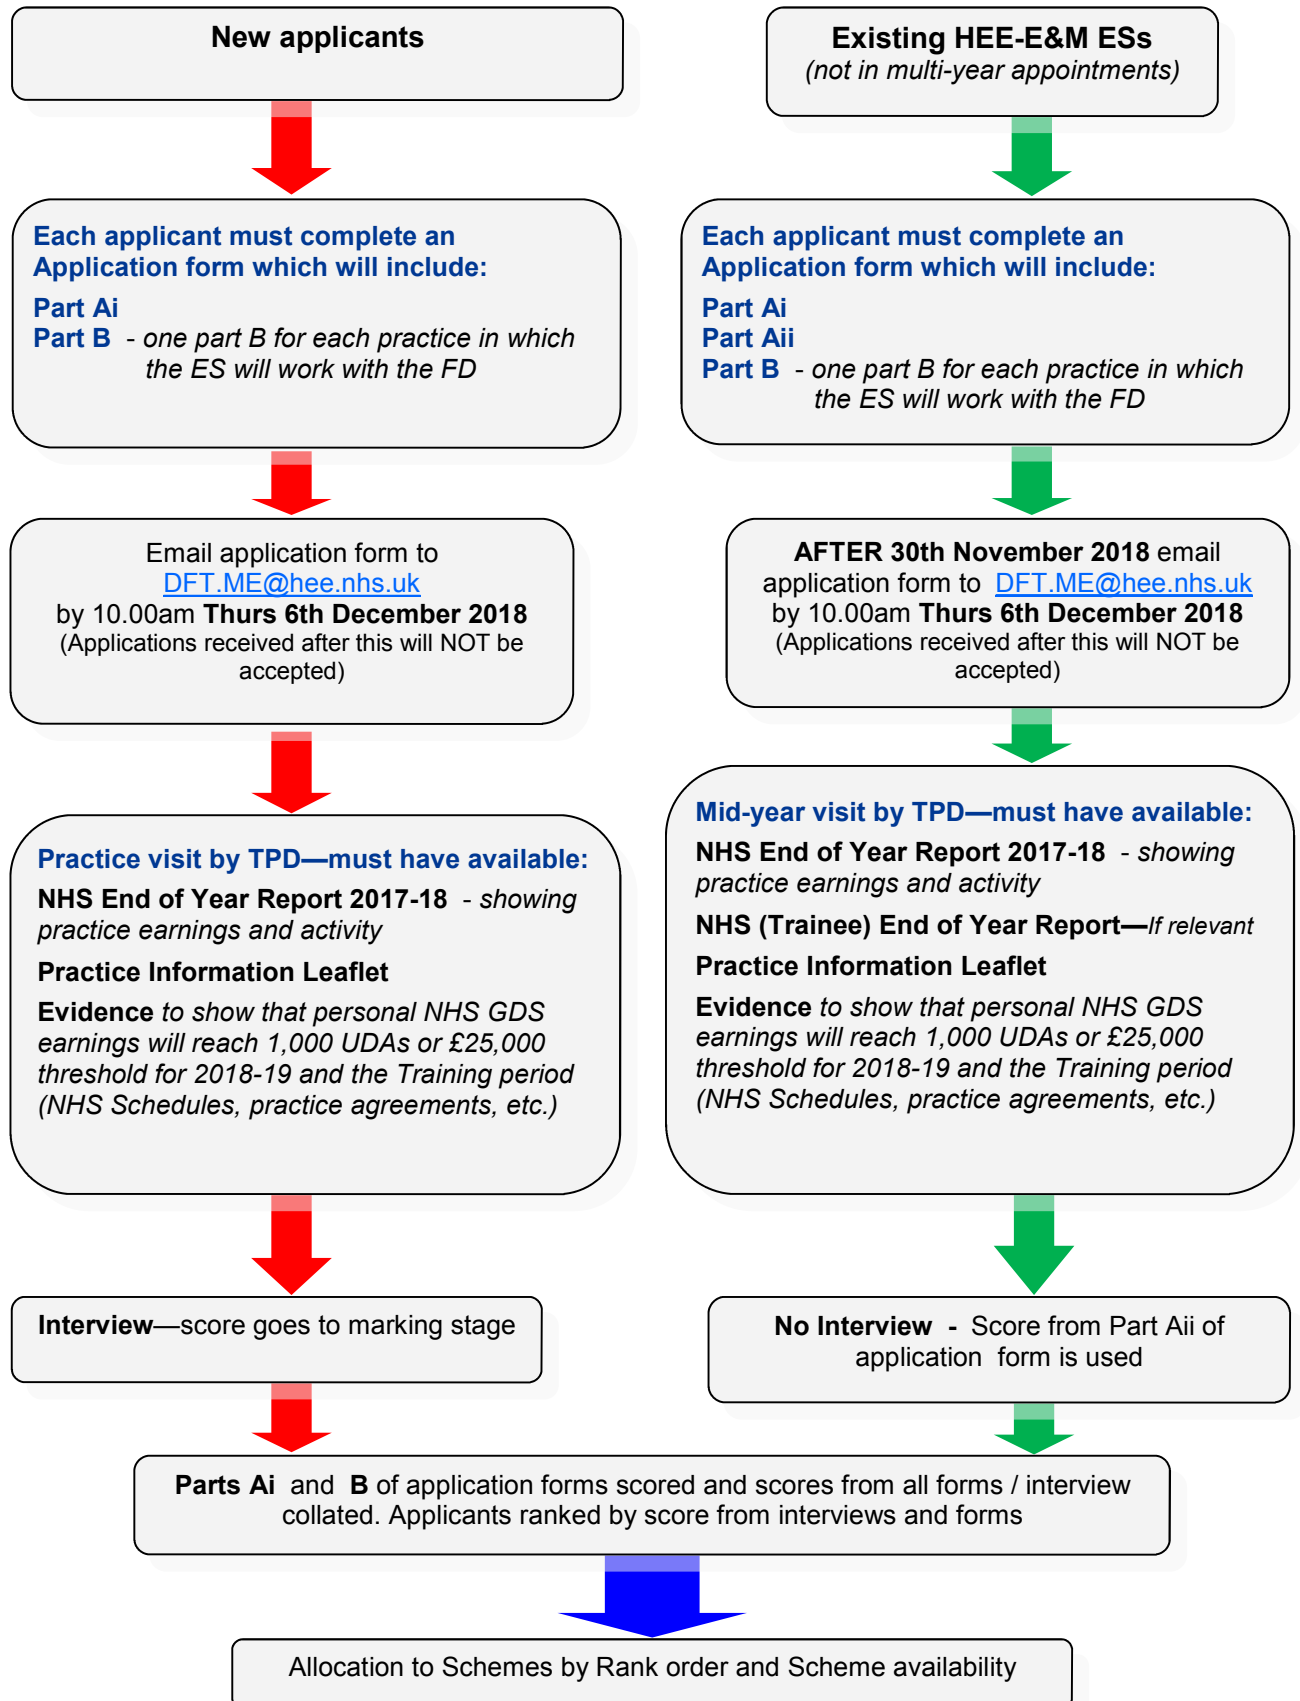 New applicants
Existing HEE-E&M ESs
(not in multi-year appointments)
Each applicant must complete an
Application form which will include:
Part Ai
Part B - one part B for each practice in which
the ES will work with the FD
Each applicant must complete an
Application form which will include:
Part Ai
Part Aii
Part B - one part B for each practice in which
the ES will work with the FD
Email application form to
DFT.ME@hee.nhs.uk
by 10.00am Thurs 6th December 2018
(Applications received after this will NOT be
accepted)
AFTER 30th November 2018 email
application form to DFT.ME@hee.nhs.uk
by 10.00am Thurs 6th December 2018
(Applications received after this will NOT be
accepted)
Practice visit by TPD—must have available:
NHS End of Year Report 2017-18 - showing
practice earnings and activity
Practice Information Leaflet
Evidence to show that personal NHS GDS
earnings will reach 1,000 UDAs or £25,000
threshold for 2018-19 and the Training period
(NHS Schedules, practice agreements, etc.)
Mid-year visit by TPD—must have available:
NHS End of Year Report 2017-18 - showing
practice earnings and activity
NHS (Trainee) End of Year Report—If relevant
Practice Information Leaflet
Evidence to show that personal NHS GDS
earnings will reach 1,000 UDAs or £25,000
threshold for 2018-19 and the Training period
(NHS Schedules, practice agreements, etc.)
Interview—score goes to marking stage
No Interview - Score from Part Aii of
application form is used
Parts Ai and B of application forms scored and scores from all forms / interview
collated. Applicants ranked by score from interviews and forms
Allocation to Schemes by Rank order and Scheme availability